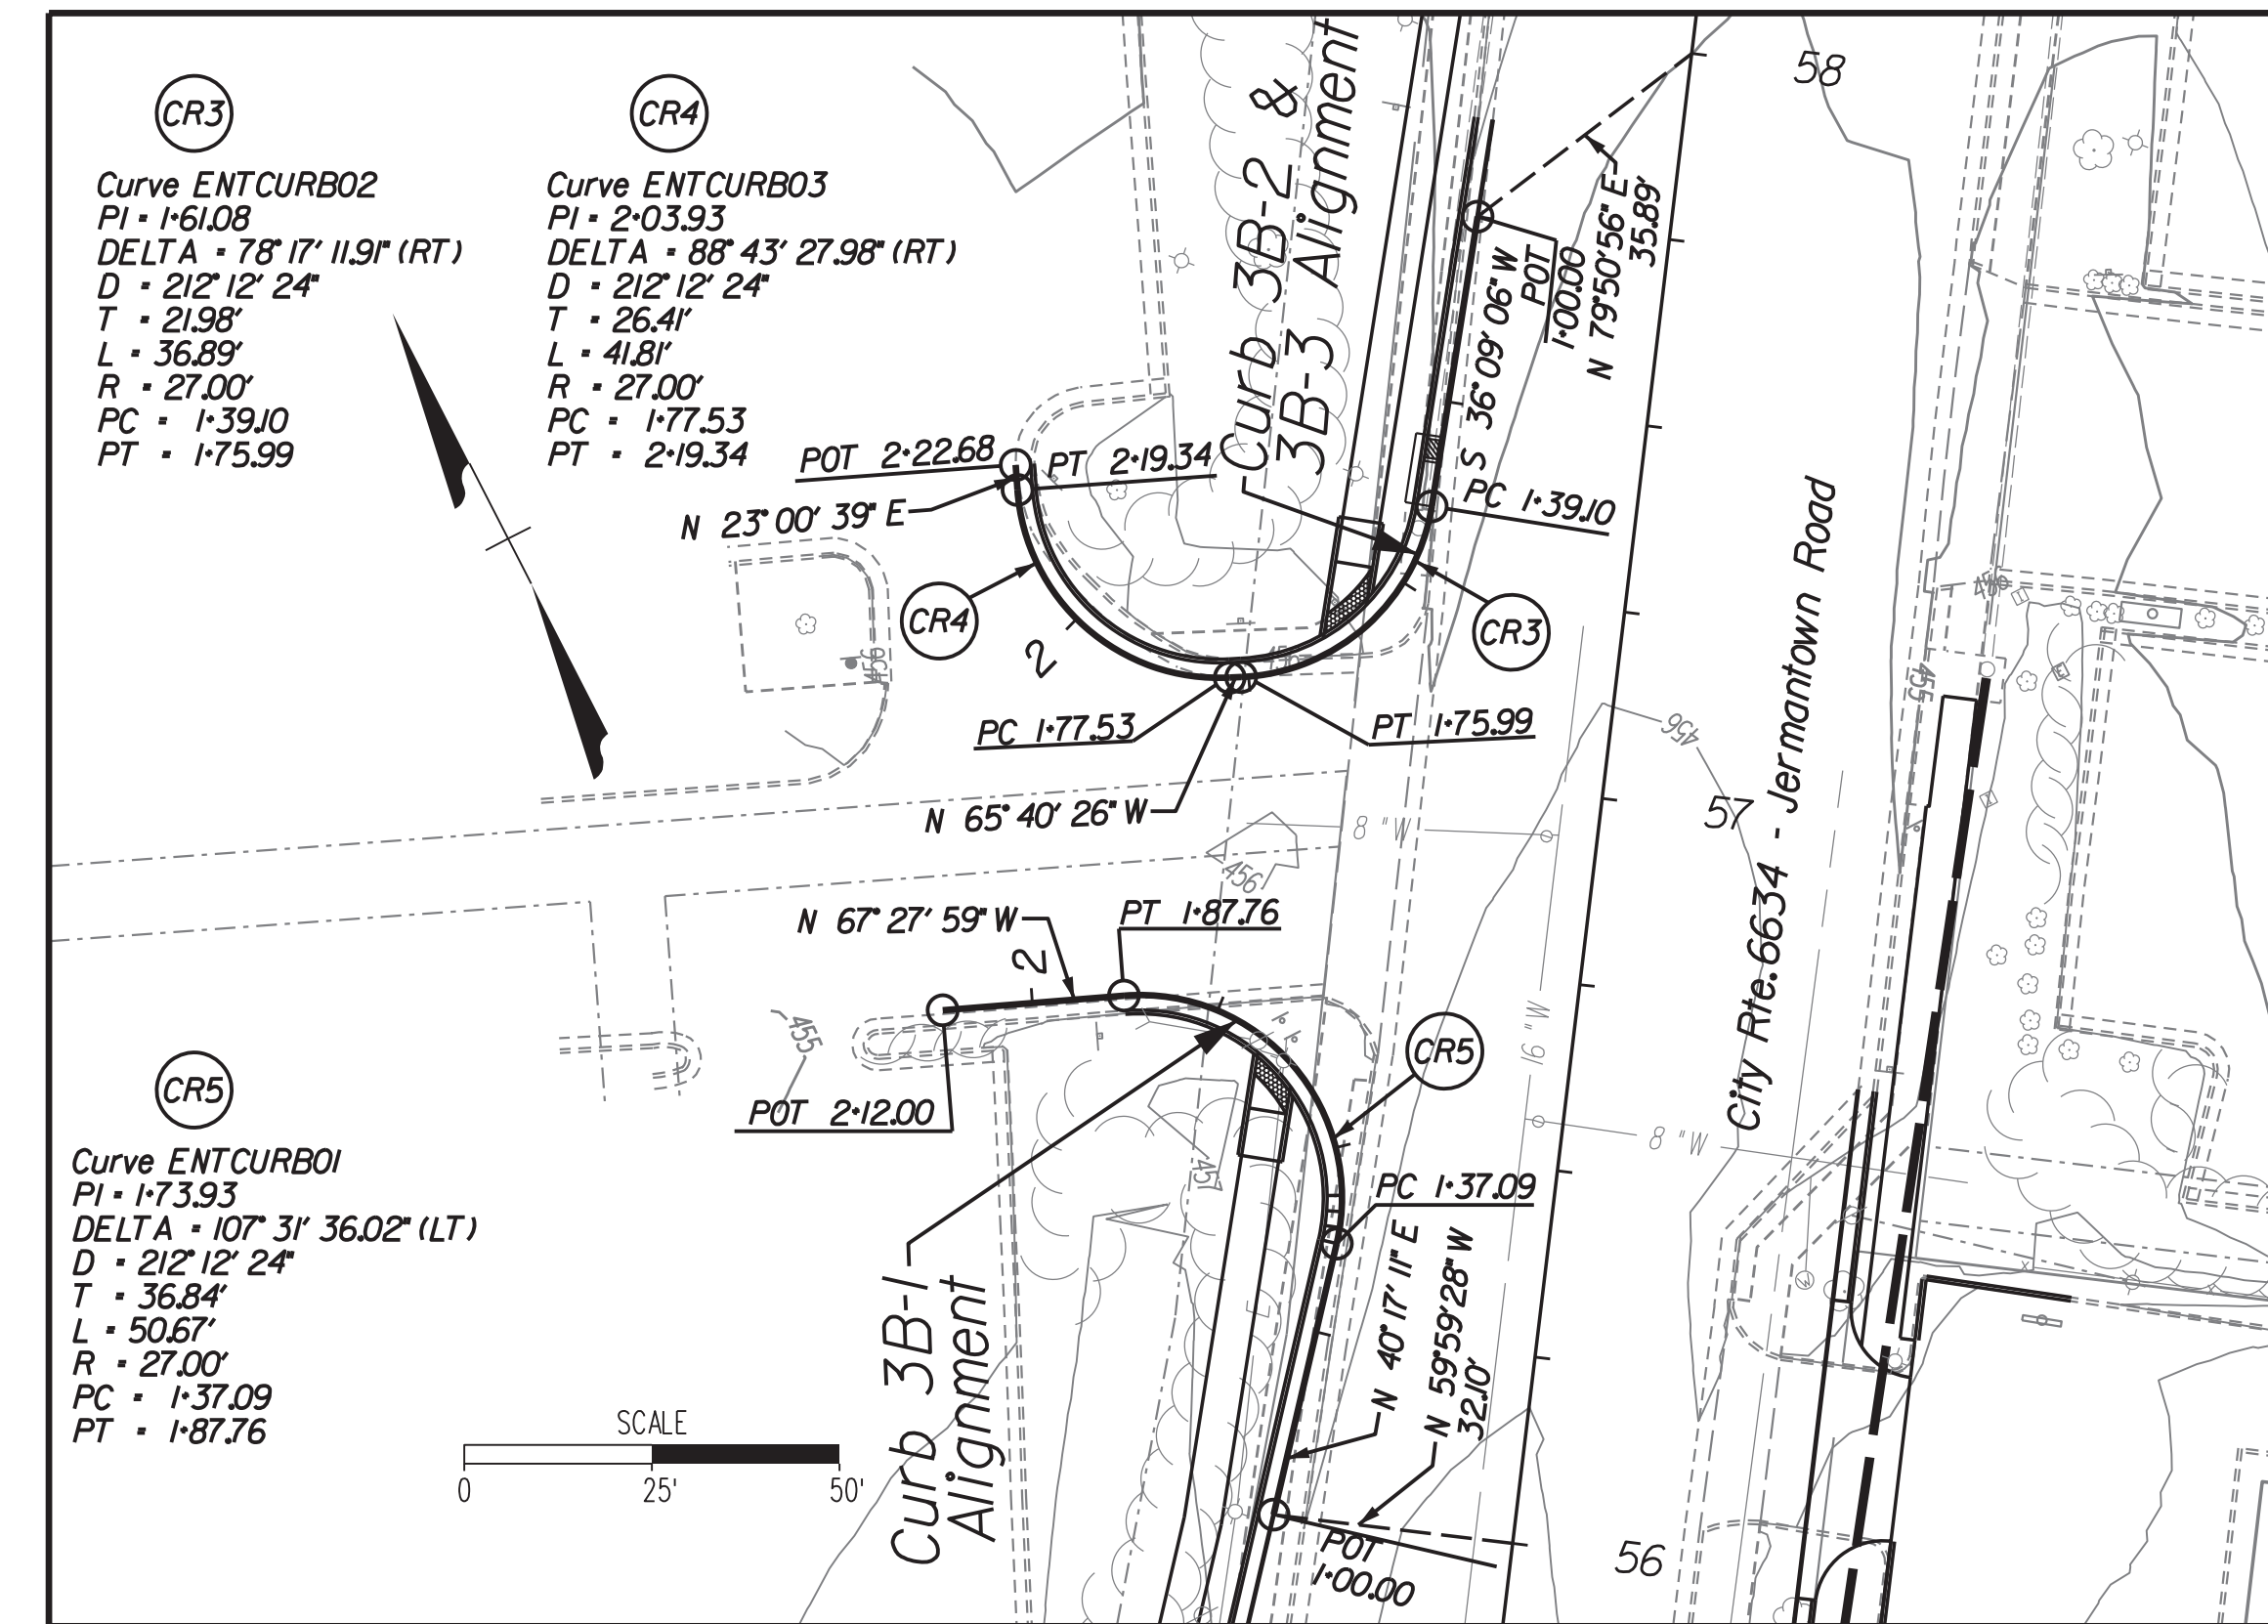 CR3
Curve ENTCURB02
PI = 1+61.08
DELTA = 78° 17' 11.91" (RT)
D = 212° 12' 24"
T = 21.98'
L = 36.89'
R = 27.00'
PC = 1+39.10
PT = 1+75.99
CR4
Curve ENTCURB03
PI = 2+03.93
DELTA = 88° 43' 27.98" (RT)
D = 212° 12' 24"
T = 26.41'
L = 41.81'
R = 27.00'
PC = 1+77.53
PT = 2+19.34
Curb 3B-2 &
3B-3 Alignment
58
POT
1+00.00
N 79°50'56" E
35.89'
S 36° 09' 06" W
POT 2+22.68
PT 2+19.34
N 23° 00' 39" E
PC 1+39.10
CR4
2
CR3
456
456
456
455
PC 1+77.53
PT 1+75.99
N 65° 40' 26" W
456
57
8 "W
456
City Rte.6634 - Jermantown Road
N 67° 27' 59" W
PT 1+87.76
2
455
POT 2+12.00
CR5
6 "W
8 "W
457
PC 1+37.09
N 40° 17' 11" E
N 59°59'28" W
32.10'
Curb 3B-1
Alignment
POT
1+00.00
56
CR5
Curve ENTCURB01
PI = 1+73.93
DELTA = 107° 31' 36.02" (LT)
D = 212° 12' 24"
T = 36.84'
L = 50.67'
R = 27.00'
PC = 1+37.09
PT = 1+87.76
SCALE
0 25' 50'